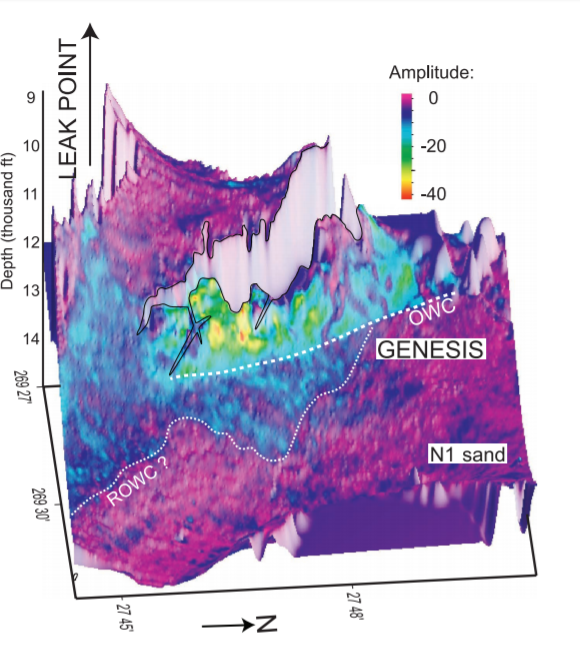 Amplitude:
0
-20
-40
LEAK POINT
Depth (thousand ft)
9
10
11
12
13
14
OWC
GENESIS
N1 sand
ROWC ?
269 27'
269 30'
27 45'
27 48'
N